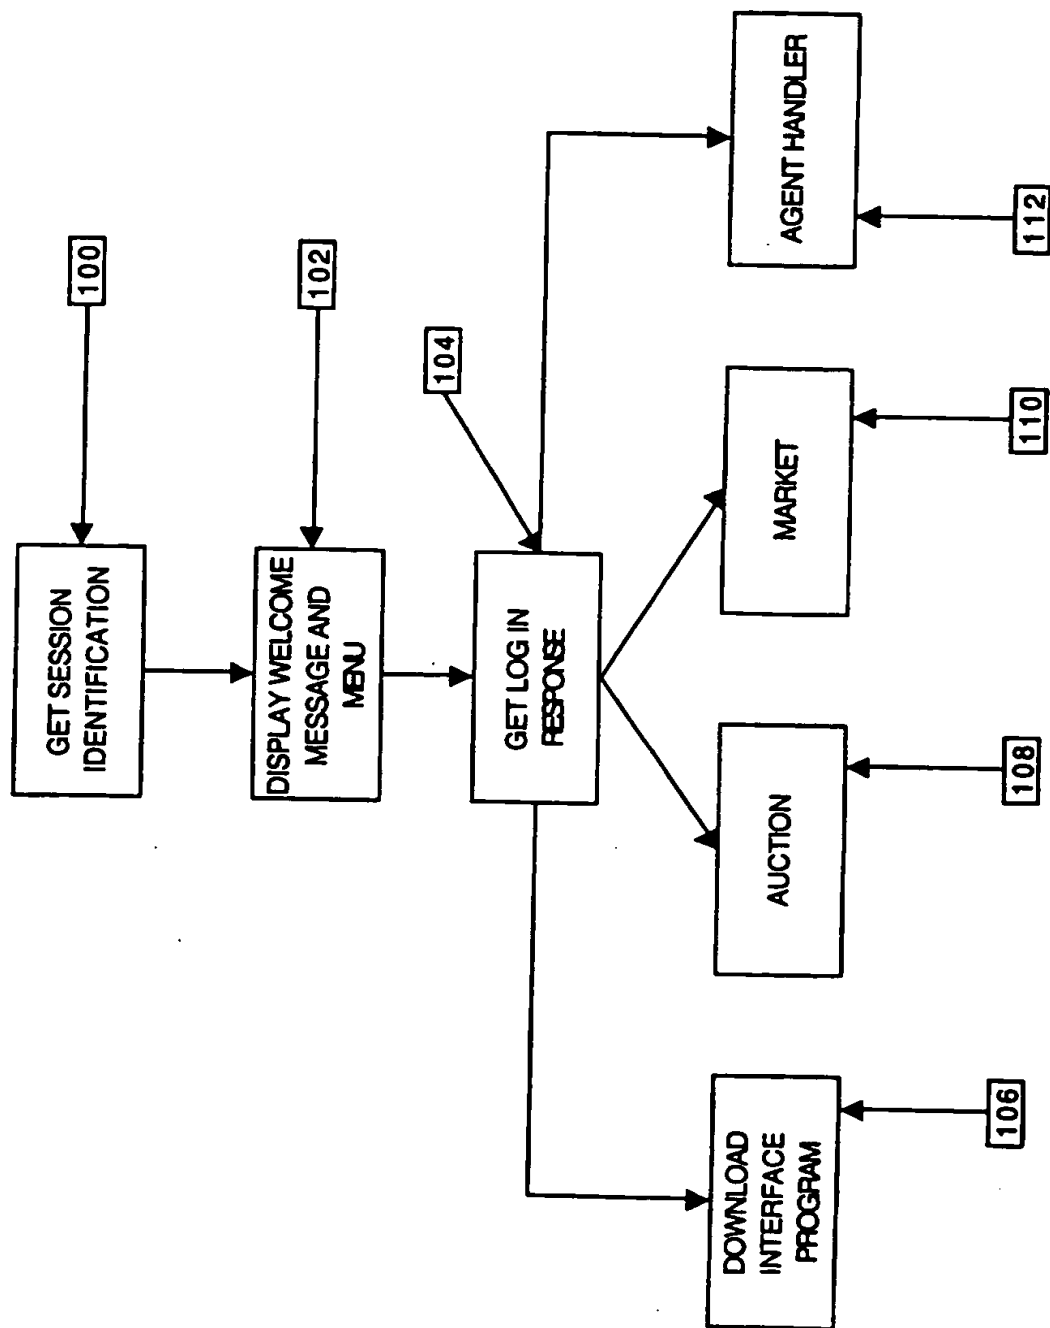 100
GET SESSION
IDENTIFICATION
102
DISPLAY WELCOME
MESSAGE AND
MENU
104
GET LOG IN
RESPONSE
DOWNLOAD
INTERFACE
PROGRAM
AUCTION
MARKET
AGENT HANDLER
106
108
110
112